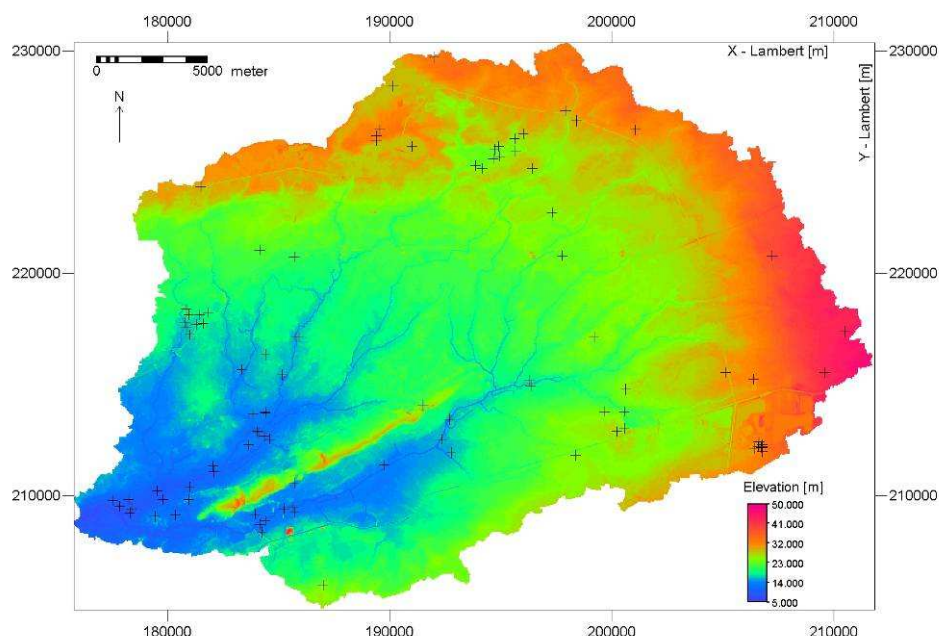 180000 190000 200000 210000
230000 X - Lambert [m] 230000
0 5000 meter
Y - Lambert [m]
N
220000 220000
210000 210000
Elevation [m]
50.000
41.000
32.000
23.000
14.000
5.000
180000 190000 200000 210000